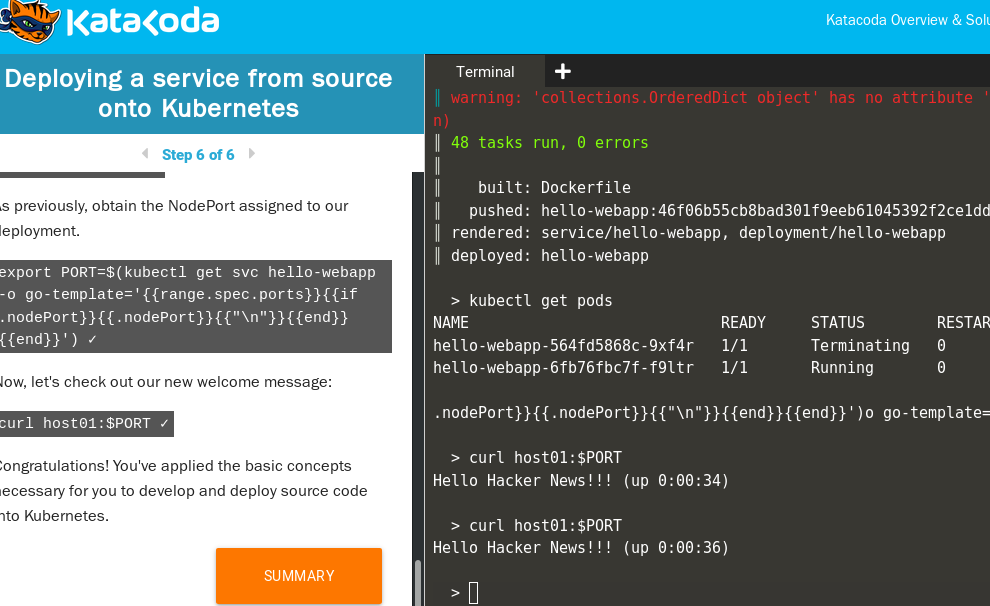 Katacoda
Katacoda Overview &
Deploying a service from source
onto Kubernetes
Step 6 of 6
As previously, obtain the NodePort assigned to our
deployment.
export PORT=$(kubectl get svc hello-webapp
-o go-template='{{range.spec.ports}}{{if
.nodePort}}{{.nodePort}}{{"\n"}}{{end}}
{{end}}') ✓
Now, let's check out our new welcome message:
curl host01:$PORT ✓
Congratulations! You've applied the basic concepts
necessary for you to develop and deploy source code
onto Kubernetes.
SUMMARY
Terminal
║ warning: 'collections.OrderedDict object' has no attribute '
n)
║ 48 tasks run, 0 errors
║
║    built: Dockerfile
║   pushed: hello-webapp:46f06b55cb8bad301f9eeb61045392f2ce1dd
║ rendered: service/hello-webapp, deployment/hello-webapp
║ deployed: hello-webapp
> kubectl get pods
NAME READY STATUS RESTAR
hello-webapp-564fd5868c-9xf4r 1/1 Terminating 0
hello-webapp-6fb76fbc7f-f9ltr 1/1 Running 0
.nodePort}}{{.nodePort}}{{"\n"}}{{end}}{{end}}')o go-template=
> curl host01:$PORT
Hello Hacker News!!! (up 0:00:34)
> curl host01:$PORT
Hello Hacker News!!! (up 0:00:36)
>